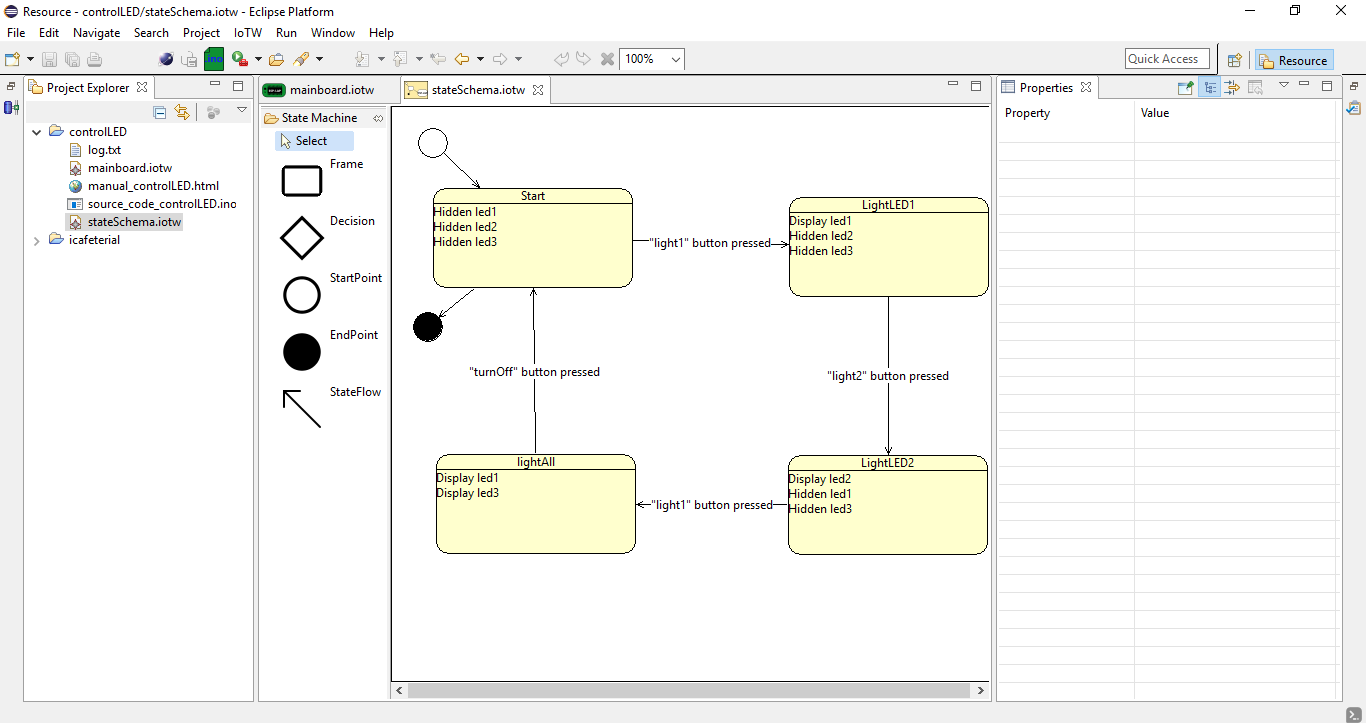 Resource - controlLED/stateSchema.iotw - Eclipse Platform
File Edit Navigate Search Project IoTW Run Window Help
.ino
100%
Quick Access
Resource
Project Explorer
controlLED
log.txt
mainboard.iotw
manual_controlLED.html
source_code_controlLED.ino
stateSchema.iotw
icafeterial
mainboard.iotw
stateSchema.iotw
State Machine
Select
Frame
Decision
StartPoint
EndPoint
StateFlow
Start
Hidden led1
Hidden led2
Hidden led3
"light1" button pressed
LightLED1
Display led1
Hidden led2
Hidden led3
"turnOff" button pressed
"light2" button pressed
lightAll
Display led1
Display led3
"light1" button pressed
LightLED2
Display led2
Hidden led1
Hidden led3
Properties
Property Value